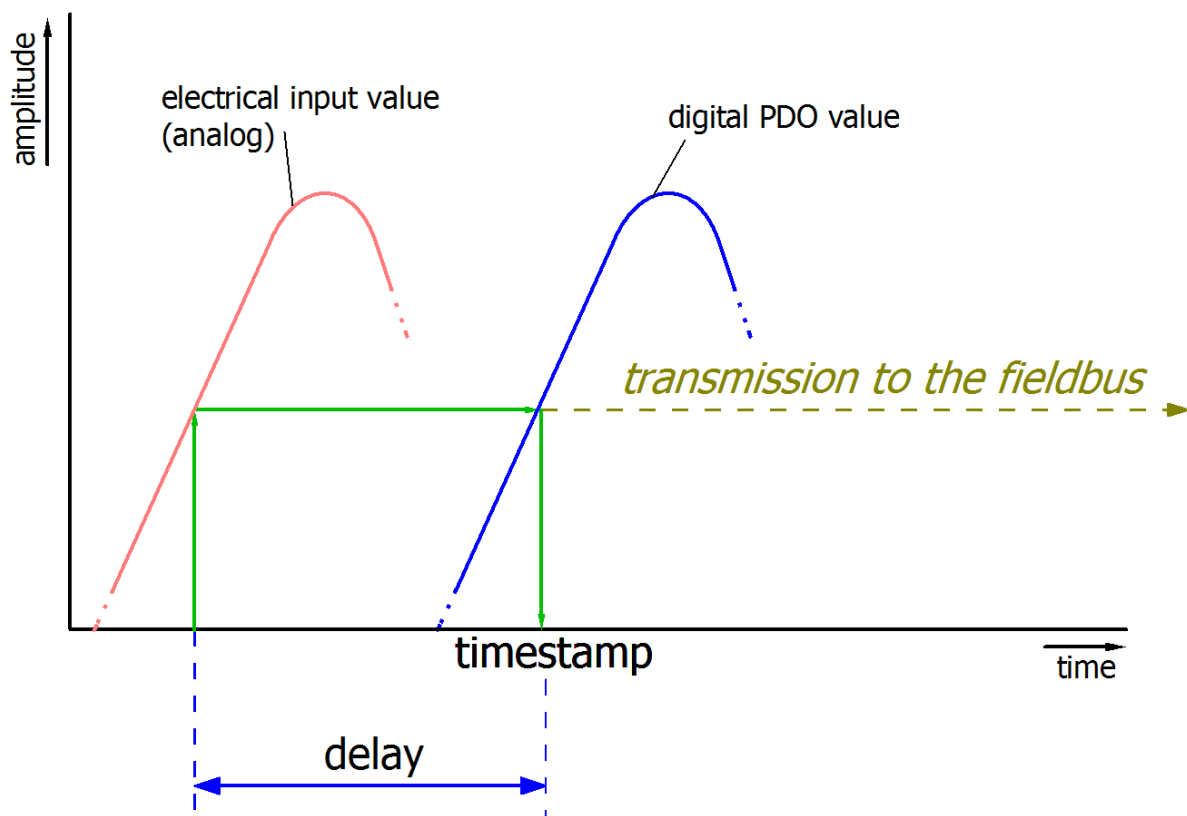 amplitude
electrical input value
(analog)
digital PDO value
transmission to the fieldbus
timestamp
time
delay